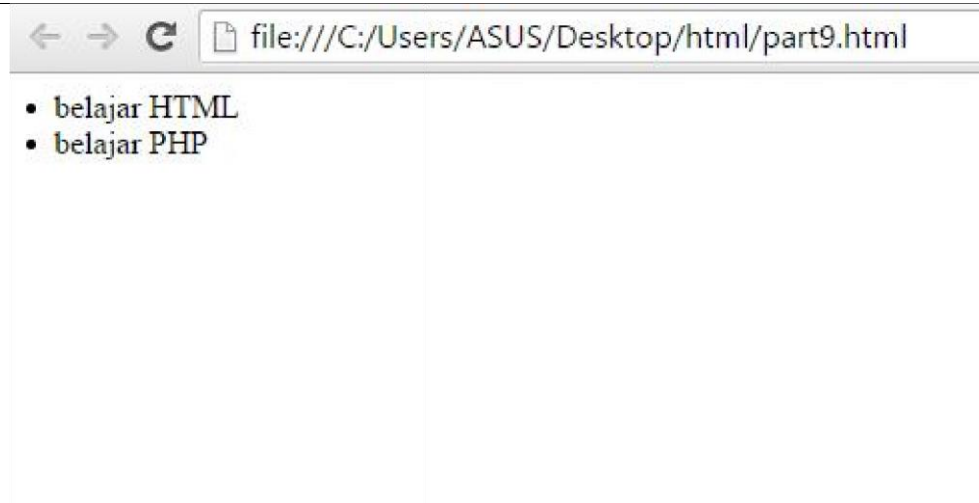 file:///C:/Users/ASUS/Desktop/html/part9.html
• belajar HTML
• belajar PHP